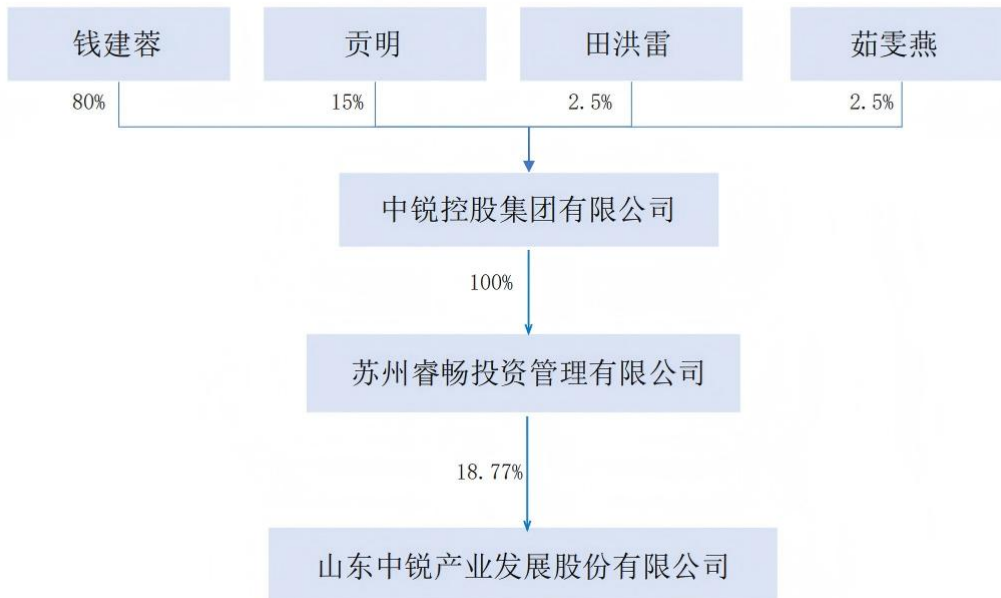 钱建蓉
贡明
田洪雷
茹雯燕
80%
15%
2.5%
2.5%
中锐控股集团有限公司
100%
苏州睿畅投资管理有限公司
18.77%
山东中锐产业发展股份有限公司